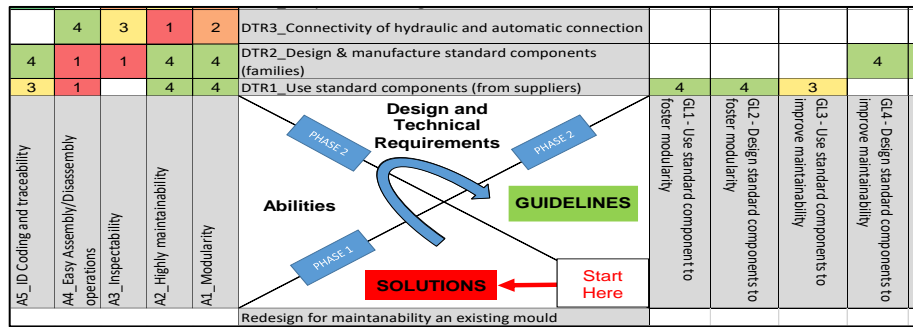 4 3 1 2 DTR3_Connectivity of hydraulic and automatic connection
4 1 1 4 4 DTR2_Design & manufacture standard components
(families)
4
3 1 4 4 DTR1_Use standard components (from suppliers) 4 4 3
A5_ID Coding and traceability
A4_Easy Assembly/Disassembly
operations
A3_Inspectability
A2_Highly maintainability
A1_Modularity
Design and
Technical
Requirements
PHASE 2
PHASE 2
Abilities
GUIDELINES
PHASE 1
SOLUTIONS
Start
Here
GL1 - Use standard component to
foster modularity
GL2 - Design standard components to
foster modularity
GL3 - Use standard components to
improve maintainability
GL4 - Design standard components to
improve maintainability
Redesign for maintanability an existing mould